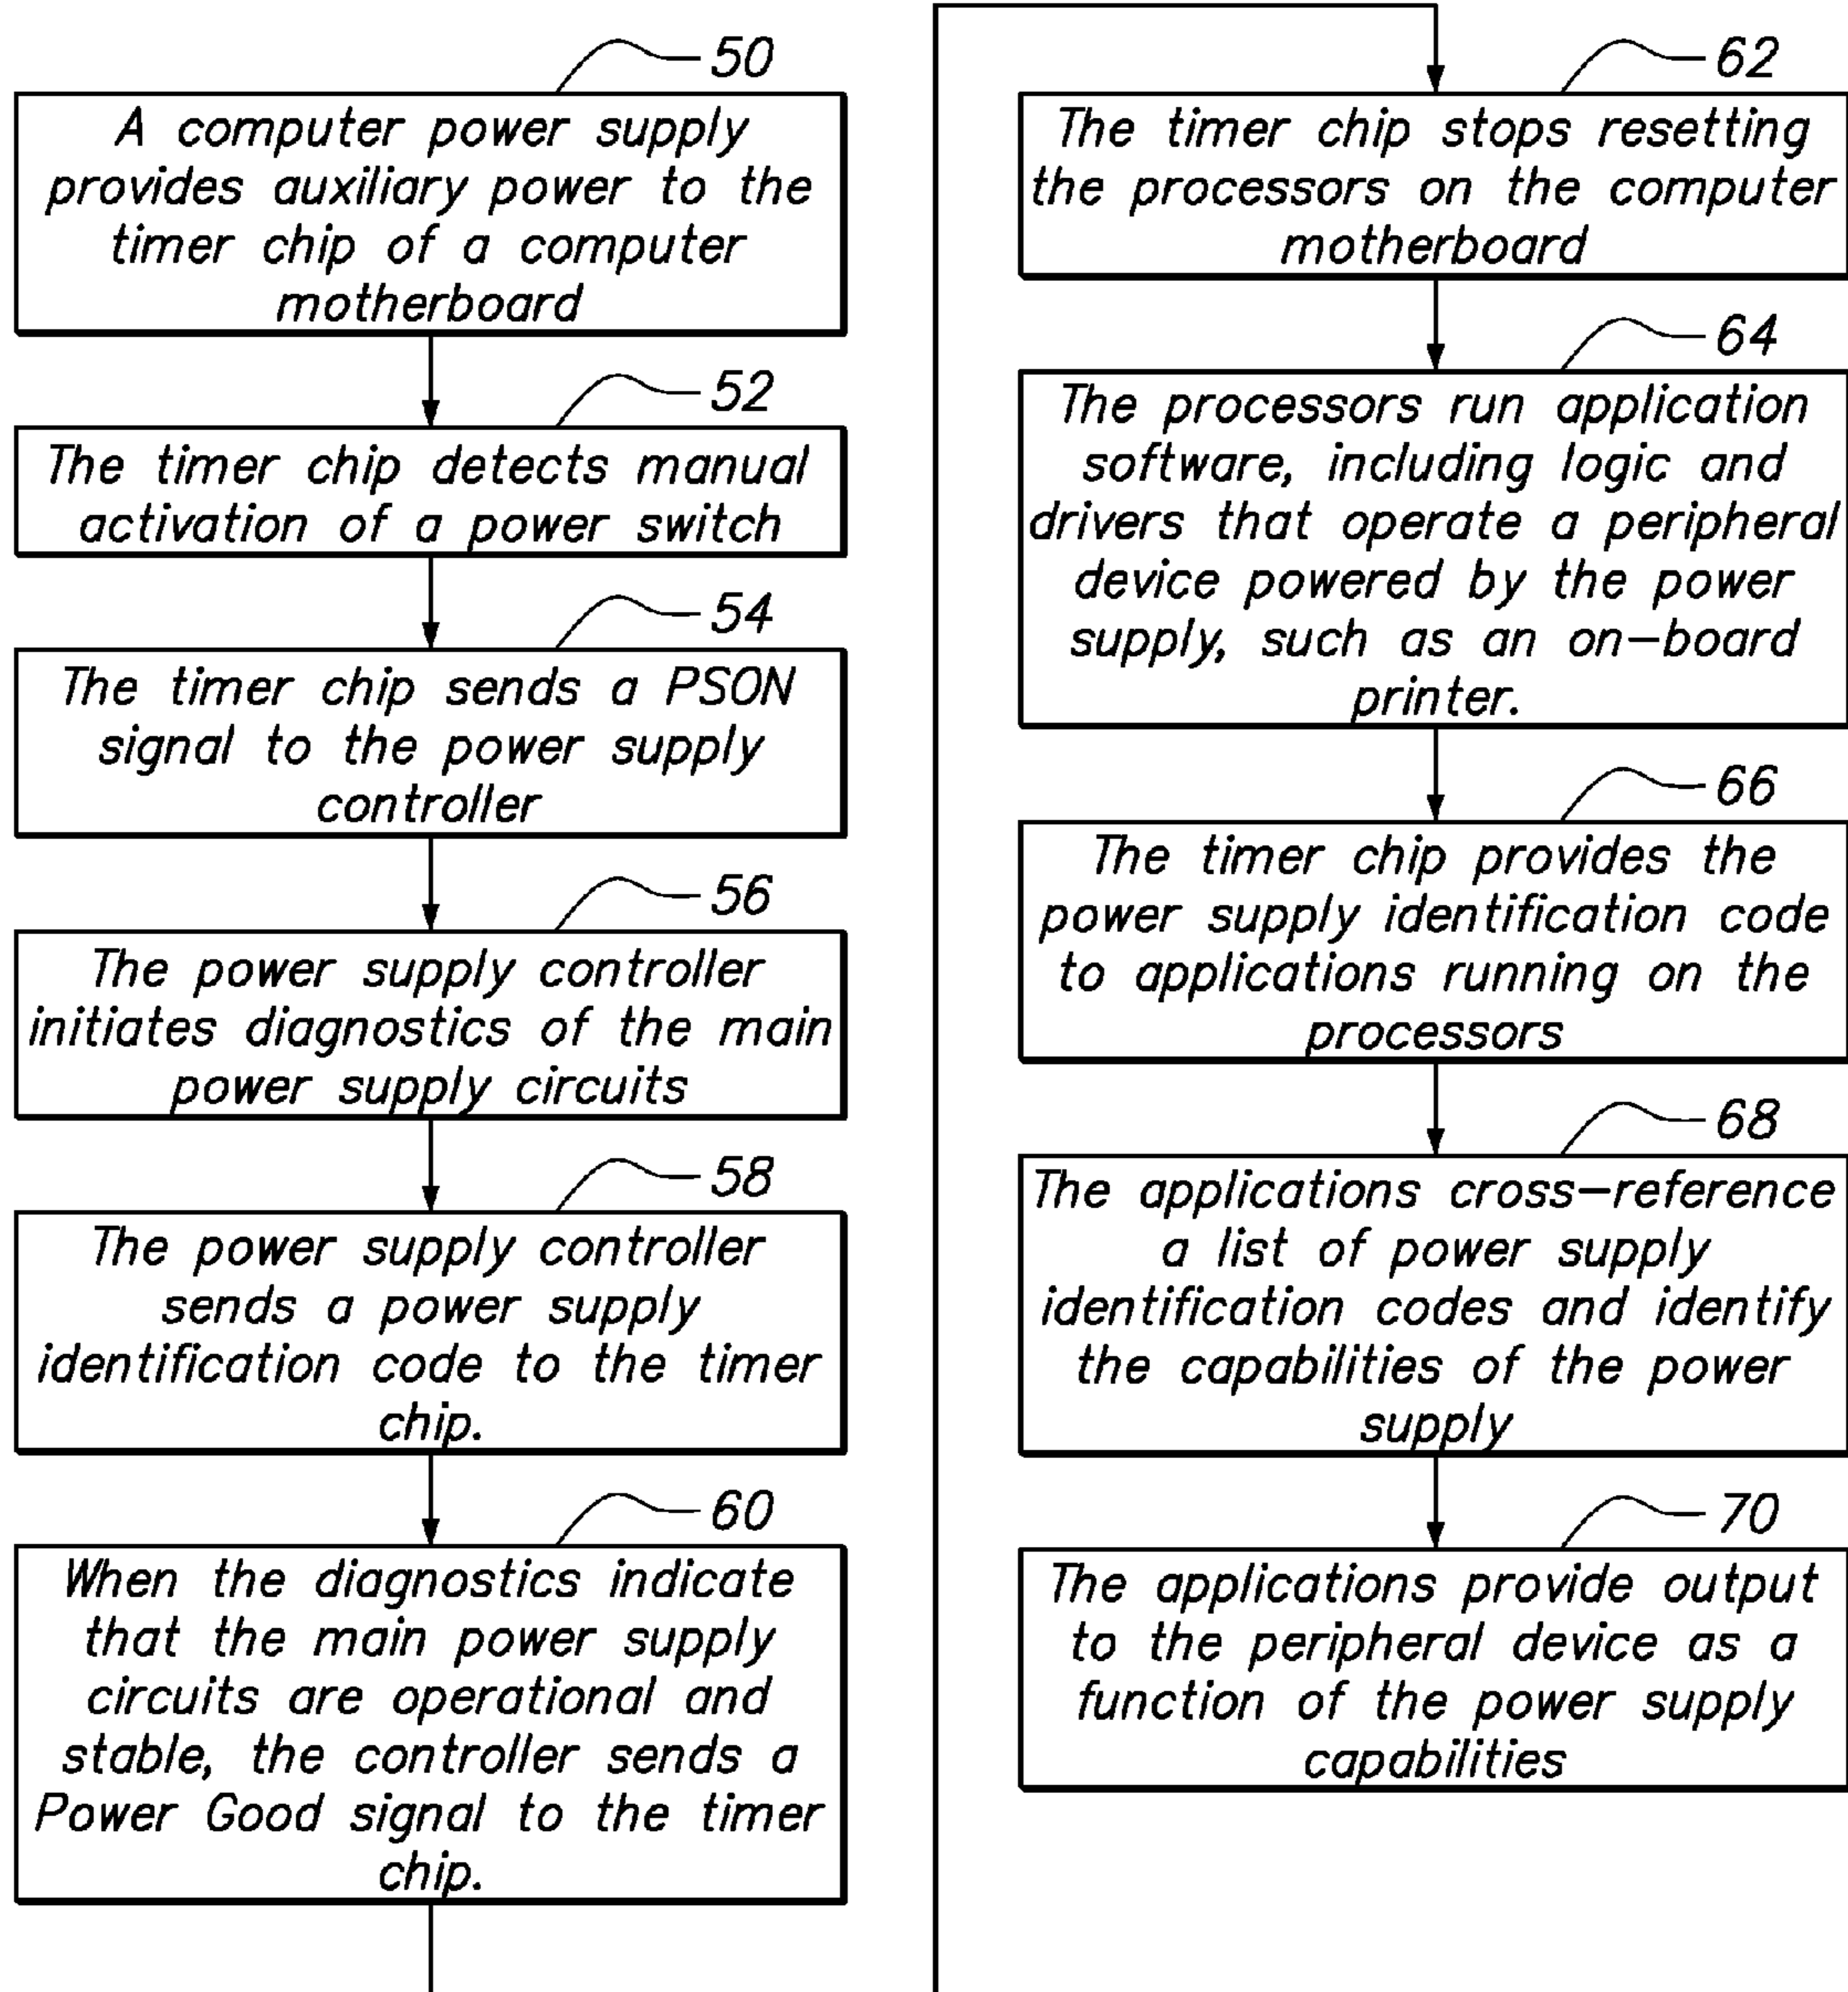 50
A computer power supply
provides auxiliary power to the
timer chip of a computer
motherboard
52
The timer chip detects manual
activation of a power switch
54
The timer chip sends a PSON
signal to the power supply
controller
56
The power supply controller
initiates diagnostics of the main
power supply circuits
58
The power supply controller
sends a power supply
identification code to the timer
chip.
60
When the diagnostics indicate
that the main power supply
circuits are operational and
stable, the controller sends a
Power Good signal to the timer
chip.
62
The timer chip stops resetting
the processors on the computer
motherboard
64
The processors run application
software, including logic and
drivers that operate a peripheral
device powered by the power
supply, such as an on-board
printer.
66
The timer chip provides the
power supply identification code
to applications running on the
processors
68
The applications cross-reference
a list of power supply
identification codes and identify
the capabilities of the power
supply
70
The applications provide output
to the peripheral device as a
function of the power supply
capabilities